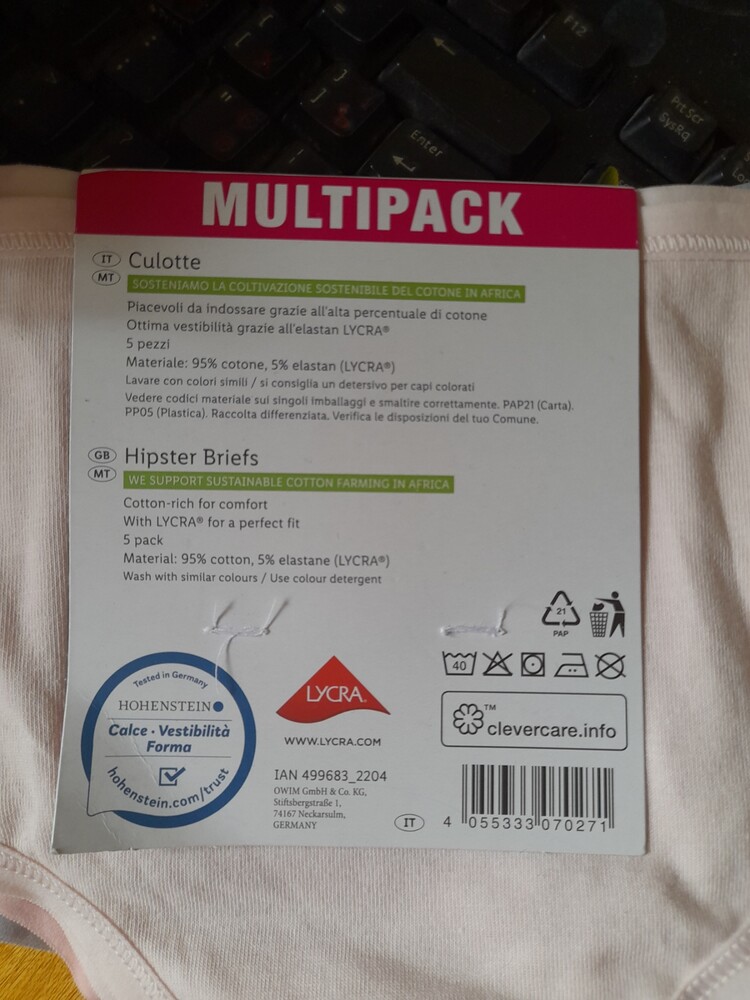 F12
Prt Scr
SysRq
Enter
MULTIPACK
IT
MT
Culotte
SOSTENIAMO LA COLTIVAZIONE SOSTENIBILE DEL COTONE IN AFRICA
Piacevoli da indossare grazie all'alta percentuale di cotone
Ottima vestibilità grazie all'elastan LYCRA®
5 pezzi
Materiale: 95% cotone, 5% elastan (LYCRA®)
Lavare con colori simili / si consiglia un detersivo per capi colorati
Vedere codici materiale sui singoli imballaggi e smaltire correttamente. PAP21 (Carta).
PP05 (Plastica). Raccolta differenziata. Verifica le disposizioni del tuo Comune.
GB
MT
Hipster Briefs
WE SUPPORT SUSTAINABLE COTTON FARMING IN AFRICA
Cotton-rich for comfort
With LYCRA® for a perfect fit
5 pack
Material: 95% cotton, 5% elastane (LYCRA®)
Wash with similar colours / Use colour detergent
21
PAP
40
Tested in Germany
HOHENSTEIN
Calce · Vestibilità
Forma
hohenstein.com/trust
LYCRA®
WWW.LYCRA.COM
™
clevercare.info
IAN 499683_2204
OWIM GmbH & Co. KG,
Stiftsbergstraße 1,
74167 Neckarsulm,
GERMANY
IT
4 055333 070271